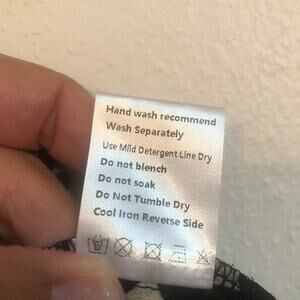 Hand wash recommend
Wash Separately
Use Mild Detergent Line Dry
Do not blench
Do not soak
Do Not Tumble Dry
Cool Iron Reverse Side